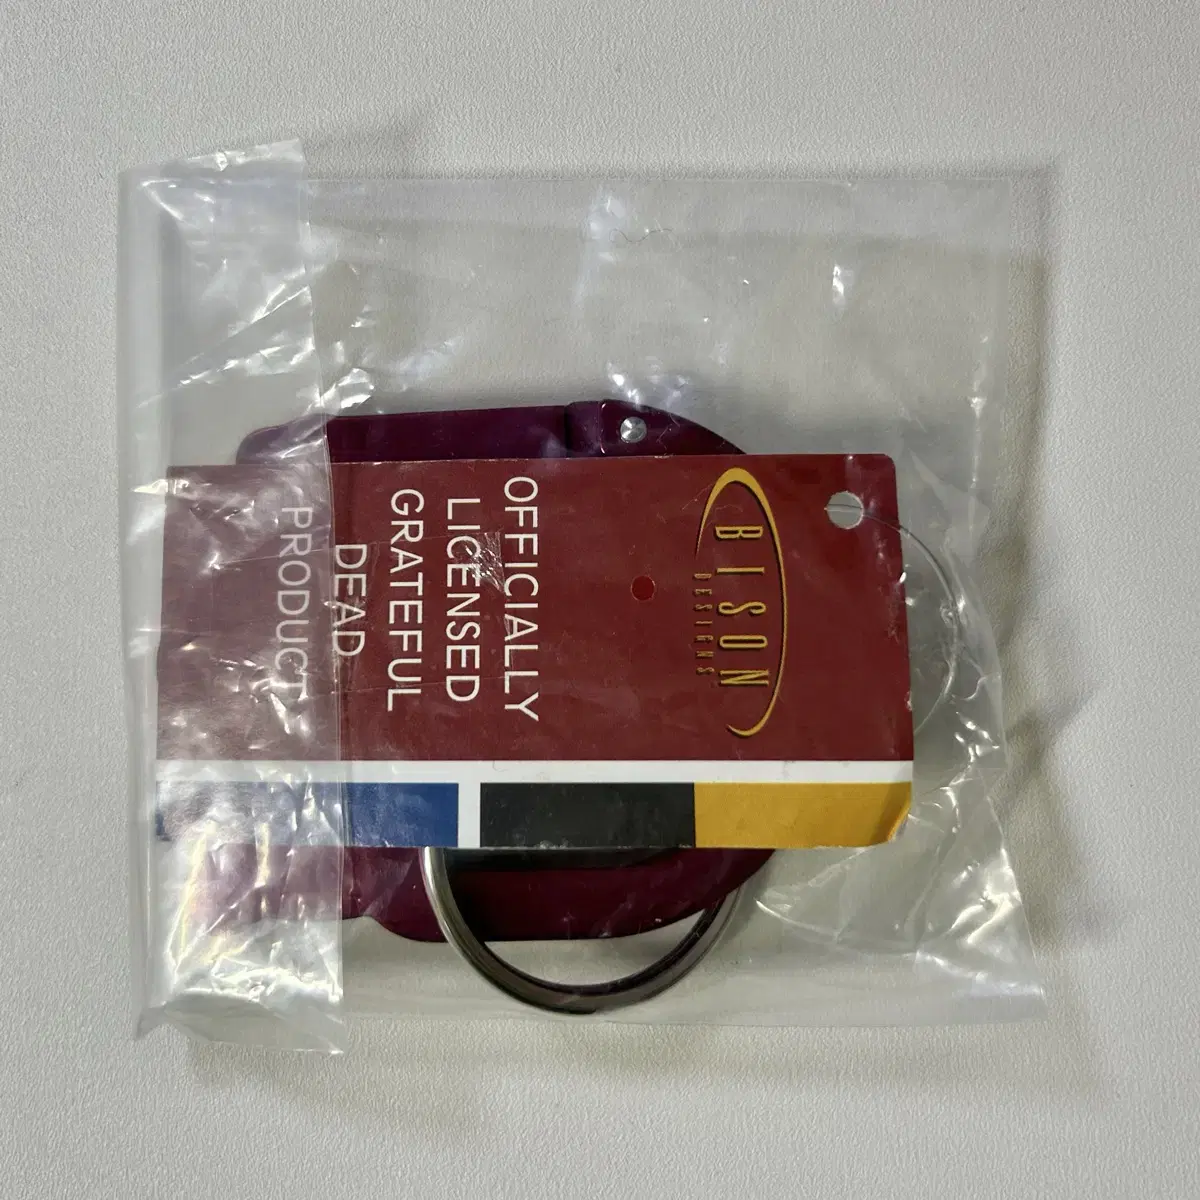 BISON
DESIGNS
OFFICIALLY
LICENSED
GRATEFUL
DEAD
PRODUCT